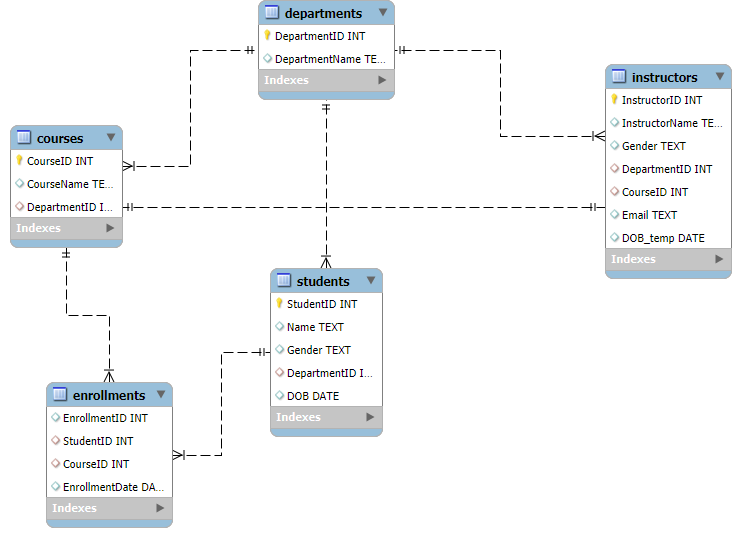 departments
DepartmentID INT
DepartmentName TE...
Indexes
instructors
InstructorID INT
InstructorName TE...
Gender TEXT
DepartmentID INT
CourseID INT
Email TEXT
DOB_temp DATE
Indexes
courses
CourseID INT
CourseName TE...
DepartmentID I...
Indexes
students
StudentID INT
Name TEXT
Gender TEXT
DepartmentID I...
DOB DATE
Indexes
enrollments
EnrollmentID INT
StudentID INT
CourseID INT
EnrollmentDate DA...
Indexes